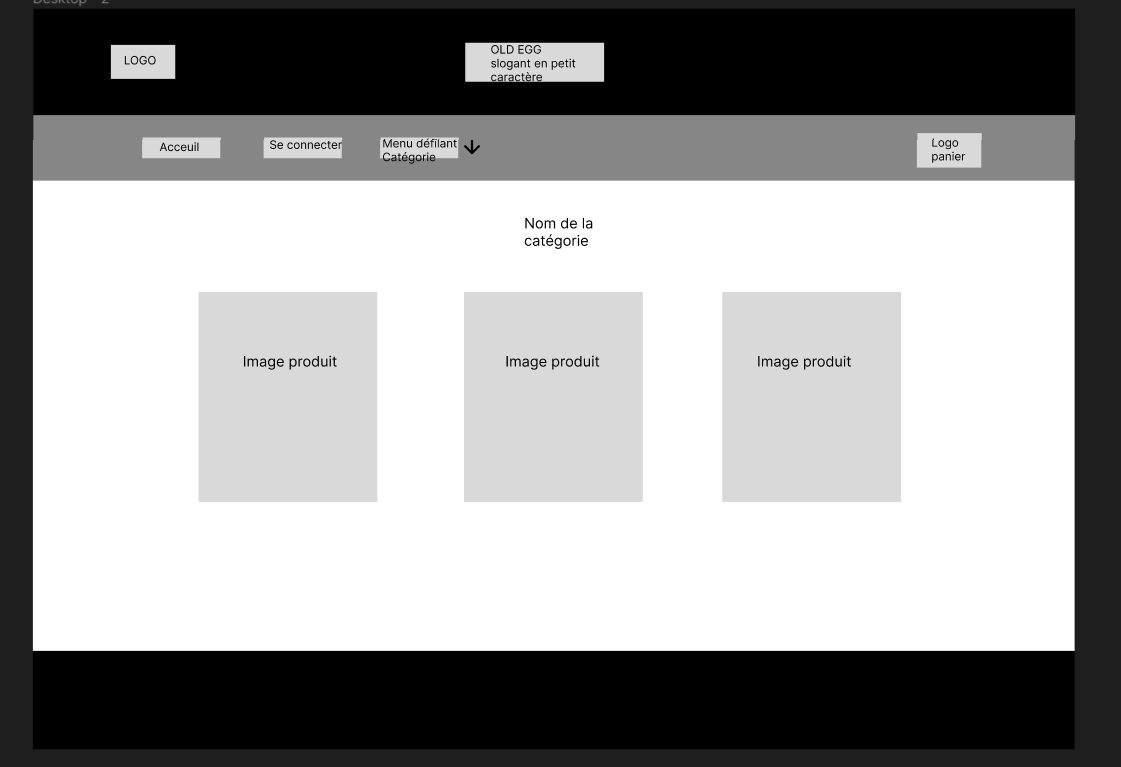 Desktop - 2
LOGO
OLD EGG
slogant en petit
caractère
Acceuil
Se connecter
Menu défilant
Catégorie
Logo
panier
Nom de la
catégorie
Image produit
Image produit
Image produit